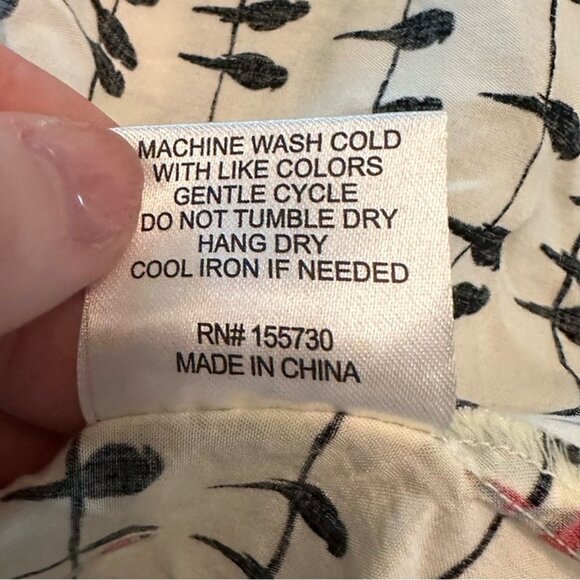 MACHINE WASH COLD
WITH LIKE COLORS
GENTLE CYCLE
DO NOT TUMBLE DRY
HANG DRY
COOL IRON IF NEEDED
RN# 155730
MADE IN CHINA